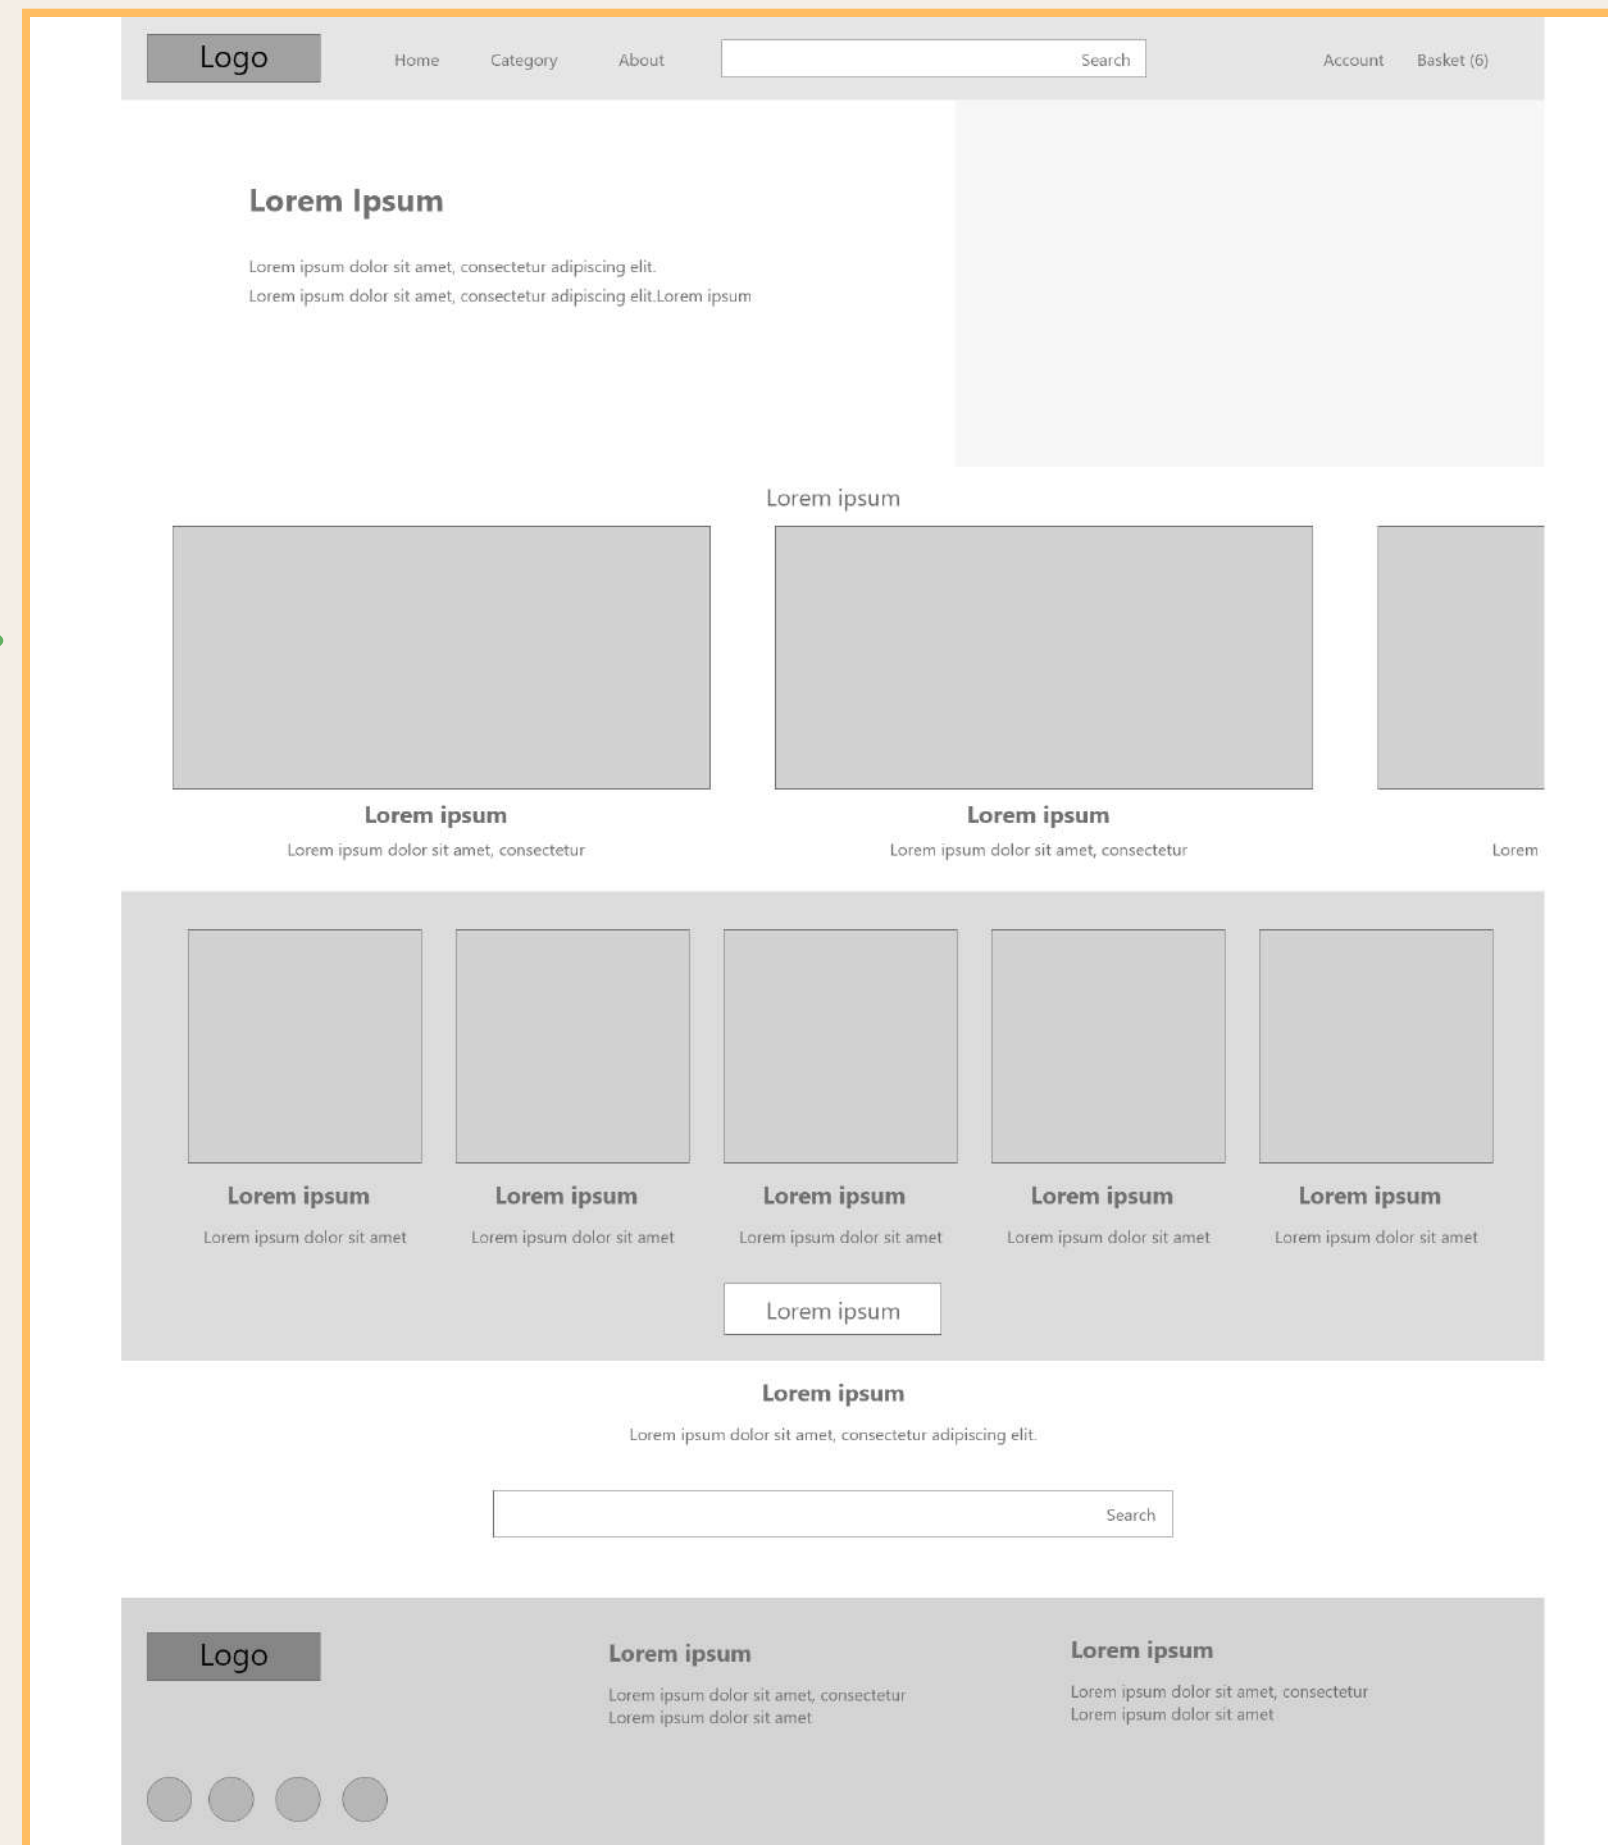 Logo
Home Category About Search Account Basket (6)
Lorem Ipsum
Lorem ipsum dolor sit amet, consectetur adipiscing elit.
Lorem ipsum dolor sit amet, consectetur adipiscing elit.Lorem ipsum
Lorem ipsum
Lorem ipsum
Lorem ipsum dolor sit amet, consectetur
Lorem ipsum
Lorem ipsum dolor sit amet, consectetur
Lorem
Lorem ipsum
Lorem ipsum dolor sit amet
Lorem ipsum
Lorem ipsum dolor sit amet
Lorem ipsum
Lorem ipsum dolor sit amet
Lorem ipsum
Lorem ipsum dolor sit amet
Lorem ipsum
Lorem ipsum dolor sit amet
Lorem ipsum
Lorem ipsum
Lorem ipsum dolor sit amet, consectetur adipiscing elit.
Search
Logo
Lorem ipsum
Lorem ipsum dolor sit amet, consectetur
Lorem ipsum dolor sit amet
Lorem ipsum
Lorem ipsum dolor sit amet, consectetur
Lorem ipsum dolor sit amet